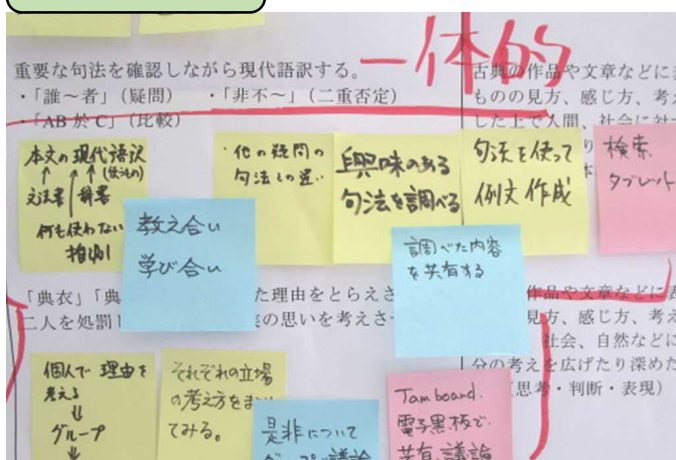 一体的
重要な句法を確認しながら現代語訳する。
・「誰～者」（疑問）　・「非不～」（二重否定）
・「AB 於 C」（比較）
古典の作品や文章などに
ものの見方、感じ方、考
した上で人間、社会に対
本文の現代語訳
文法書
辞書
何も使わない
推測
・他の疑問の
句法との違い
興味のある
句法を調べる
句法を使って
例文作成
検索
タブレット
教え合い
学び合い
調べた内容
を共有する
「典衣」「典
た理由をとらえさ
二人を処罰
の思いを考えさ
作品や文章などに表
見方、感じ方、考え
社会、自然などに
分の考えを広げたり深めた
（思考・判断・表現）
個人で 理由を
考える
グループ
それぞれの立場
の考え方をま
てみる。
是非について
グループ議論
Jamboard.
電子黒板で
共有、議論